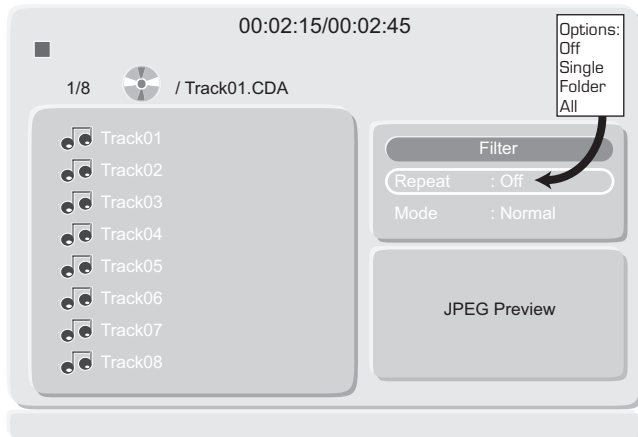 00:02:15/00:02:45
Options:
Off
Single
Folder
All
1/8 / Track01.CDA
Track01
Track02
Track03
Track04
Track05
Track06
Track07
Track08
Filter
Repeat : Off
Mode : Normal
JPEG Preview